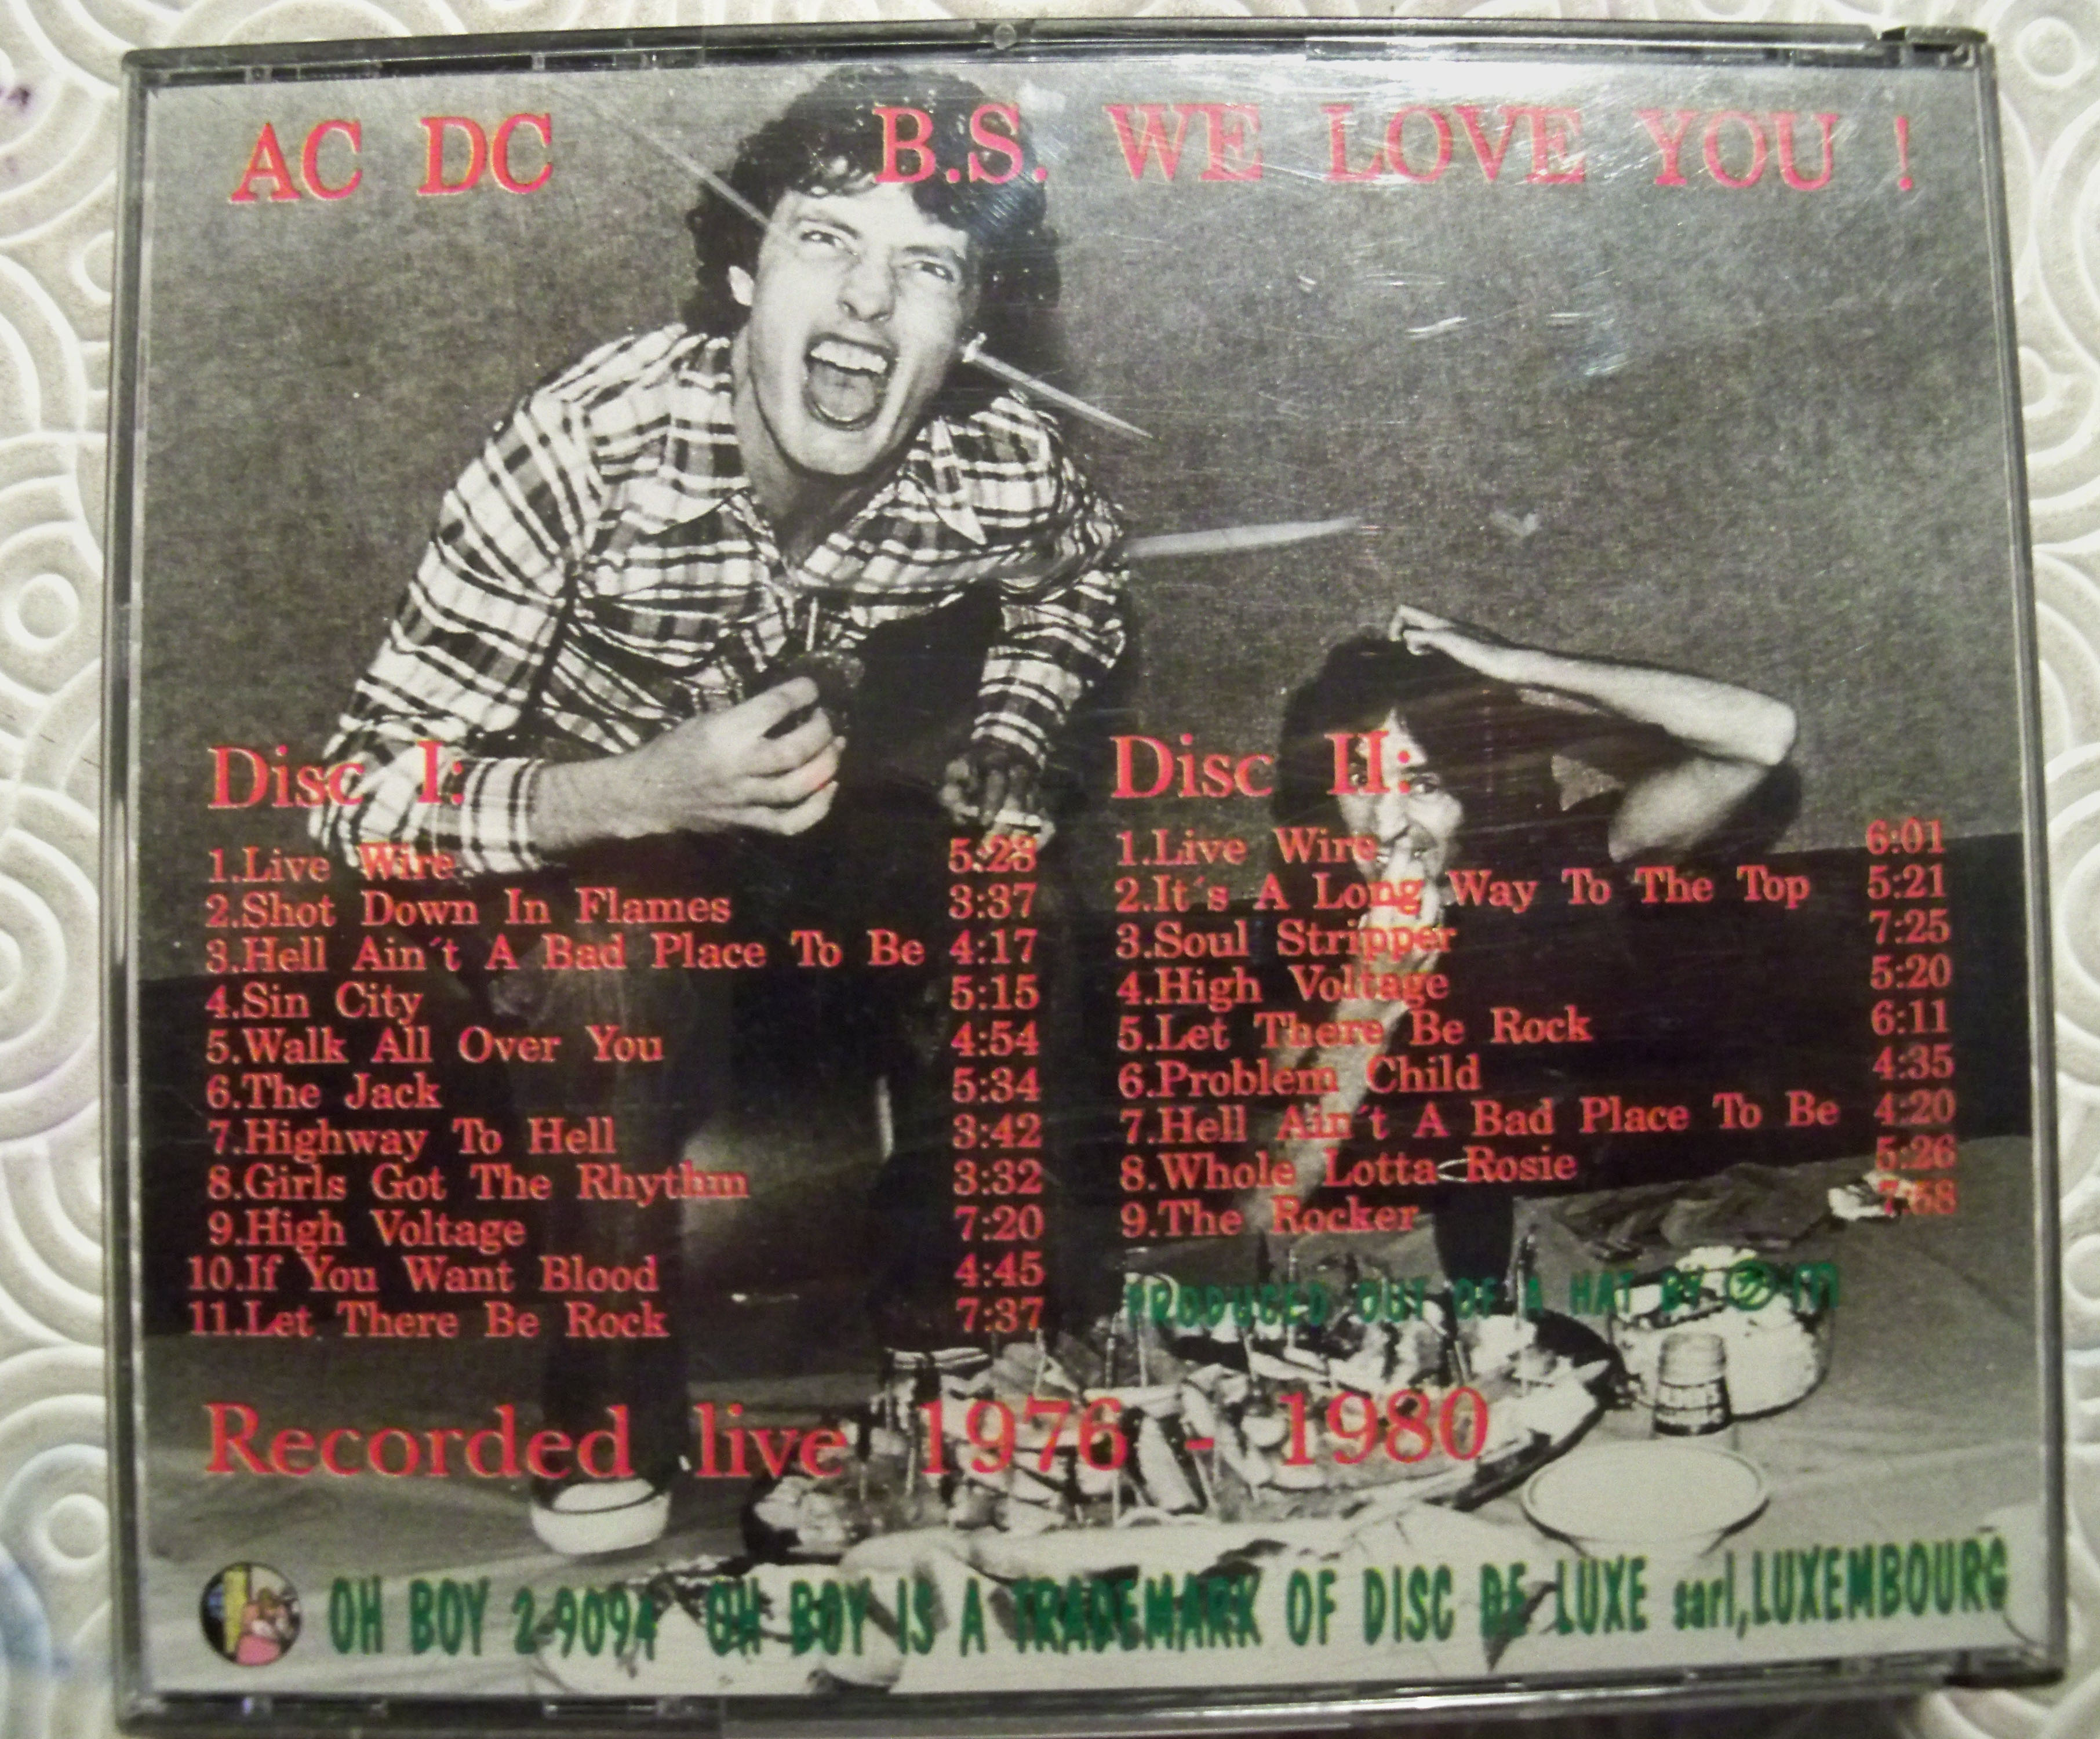 AC DC B.S. WE LOVE YOU !
Disc I:
1.Live Wire 5:23
2.Shot Down In Flames 3:37
3.Hell Ain´t A Bad Place To Be 4:17
4.Sin City 5:15
5.Walk All Over You 4:54
6.The Jack 5:34
7.Highway To Hell 3:42
8.Girls Got The Rhythm 3:32
9.High Voltage 7:20
10.If You Want Blood 4:45
11.Let There Be Rock 7:37
Disc II:
1.Live Wire 6:01
2.It´s A Long Way To The Top 5:21
3.Soul Stripper 7:25
4.High Voltage 5:20
5.Let There Be Rock 6:11
6.Problem Child 4:35
7.Hell Ain´t A Bad Place To Be 4:20
8.Whole Lotta Rosie 5:26
9.The Rocker
PRODUCED OUT OF A HAT BY
Recorded live 1976 - 1980
OH BOY 2-9094 OH BOY IS A TRADEMARK OF DISC DE LUXE sarl,LUXEMBOURG